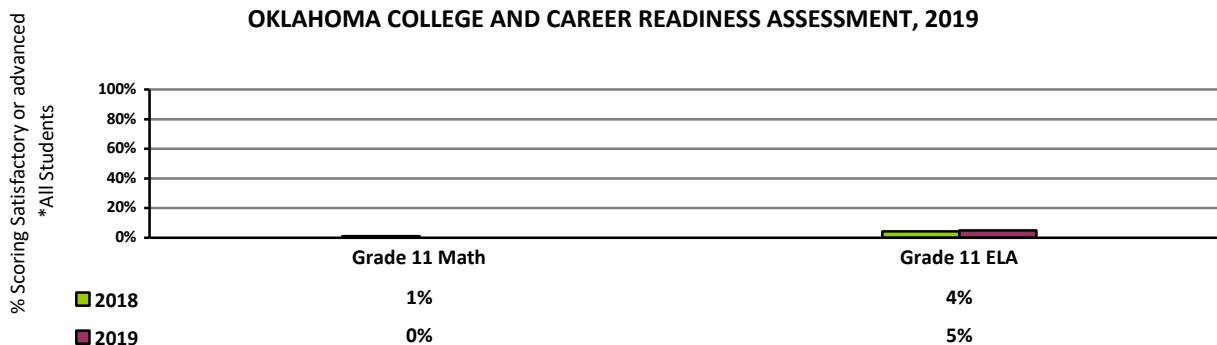 OKLAHOMA COLLEGE AND CAREER READINESS ASSESSMENT, 2019
% Scoring Satisfactory or advanced
*All Students
100%
80%
60%
40%
20%
0%
Grade 11 Math Grade 11 ELA
2018 1% 4%
2019 0% 5%